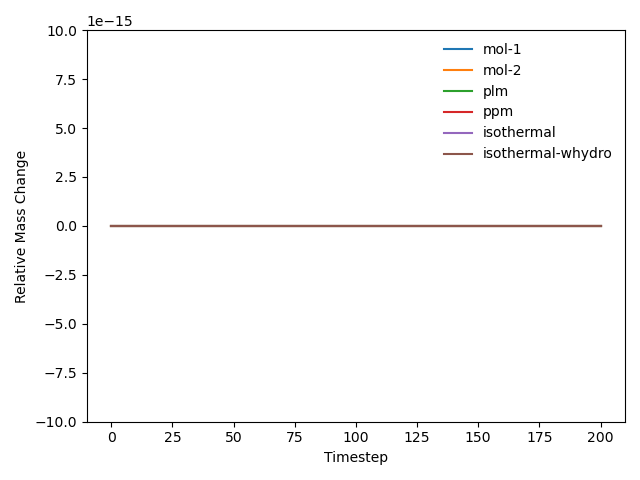 1e−15
10.0
7.5
5.0
2.5
0.0
−2.5
−5.0
−7.5
−10.0
Relative Mass Change
mol-1
mol-2
plm
ppm
isothermal
isothermal-whydro
0 25 50 75 100 125 150 175 200
Timestep